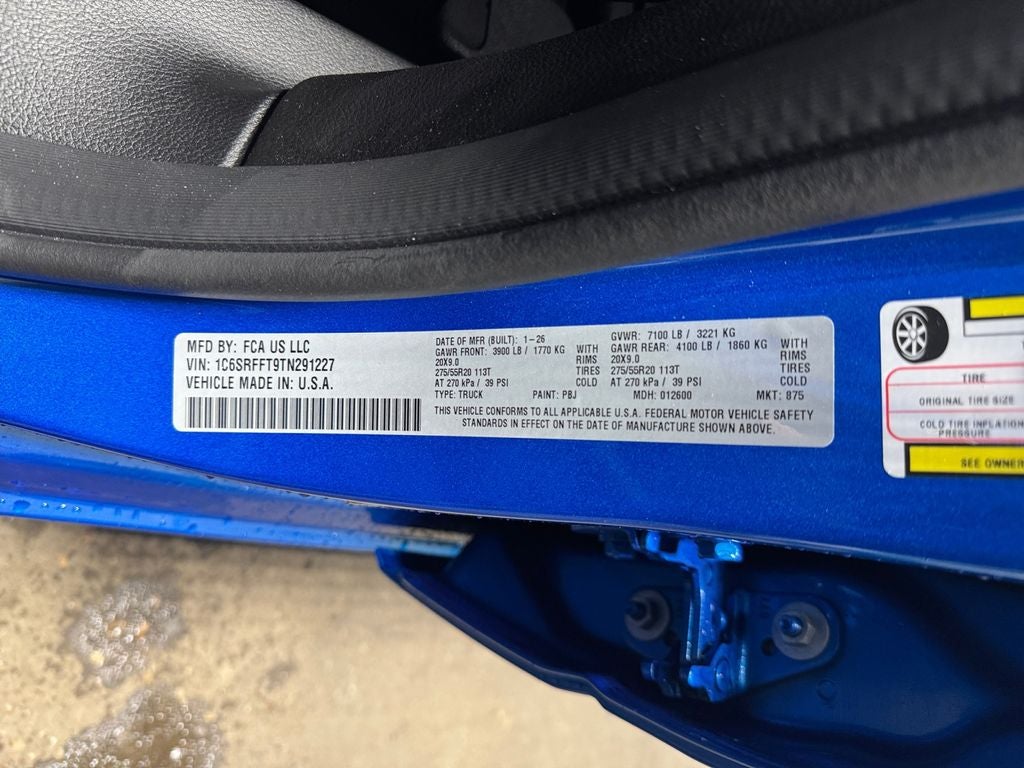 MFD BY: FCA US LLC
VIN: 1C6SRFFT9TN291227
VEHICLE MADE IN U.S.A.
DATE OF MFR (BUILT): 1-26
GAWR FRONT: 3900 LB / 1770 KG WITH
20X9.0 RIMS
275/55R20 113T TIRES
AT 270 kPa / 39 PSI COLD
GVWR: 7100 LB / 3221 KG
GAWR REAR: 4100 LB / 1860 KG WITH
20X9.0 RIMS
275/55R20 113T TIRES
AT 270 kPa / 39 PSI COLD
TYPE: TRUCK PAINT: PBJ MDH: 012600 MKT: 875
THIS VEHICLE CONFORMS TO ALL APPLICABLE U.S.A. FEDERAL MOTOR VEHICLE SAFETY
STANDARDS IN EFFECT ON THE DATE OF MANUFACTURE SHOWN ABOVE.
TIRE
ORIGINAL TIRE SIZE
COLD TIRE INFLATION
PRESSURE
SEE OWNER